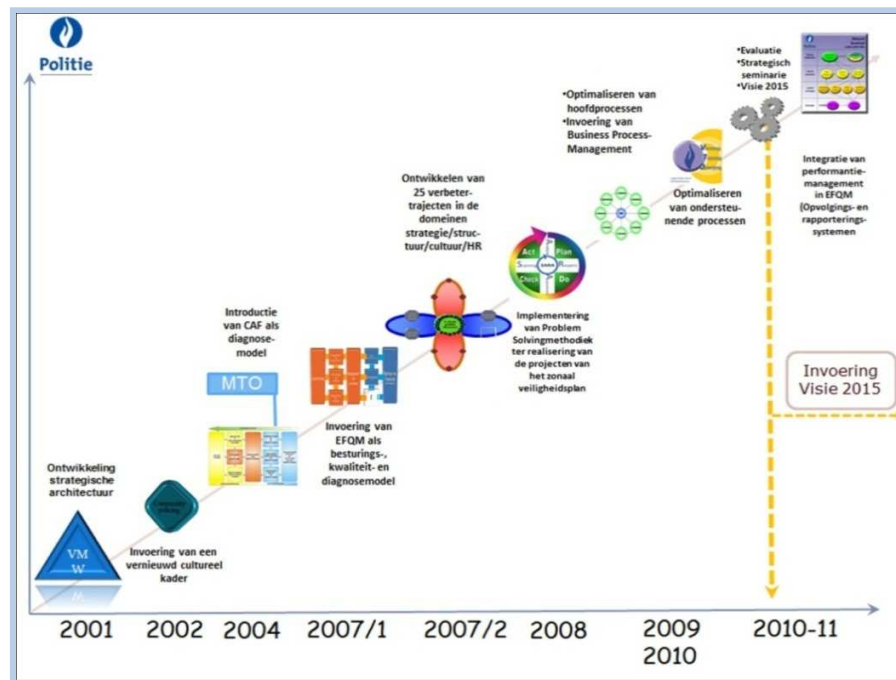 Politie
Ontwikkeling
strategische
architectuur
VM
W
Invoering van een
vernieuwd cultureel
kader
Introductie
van CAF als
diagnose-
model
MTO
Invoering van
EFQM als
besturings-,
kwaliteit- en
diagnosemodel
Ontwikkelen van
25 verbeter-
trajecten in de
domeinen
strategie/struc-
tuur/cultuur/HR
Act
Plan
Check
Do
SARA
Implementering
van Problem
Solvingmethodiek
ter realisering van
de projecten van
het zonaal
veiligheidsplan
•Optimaliseren van
hoofdprocessen
•Invoering van
Business Process-
Management
Optimaliseren
van ondersteu-
nende processen
•Evaluatie
•Strategisch
seminarie
•Visie 2015
Integratie van
performantie-
management
in EFQM
(Opvolgings- en
rapporterings-
systemen
Invoering
Visie 2015
2001
2002
2004
2007/1
2007/2
2008
2009
2010
2010-11